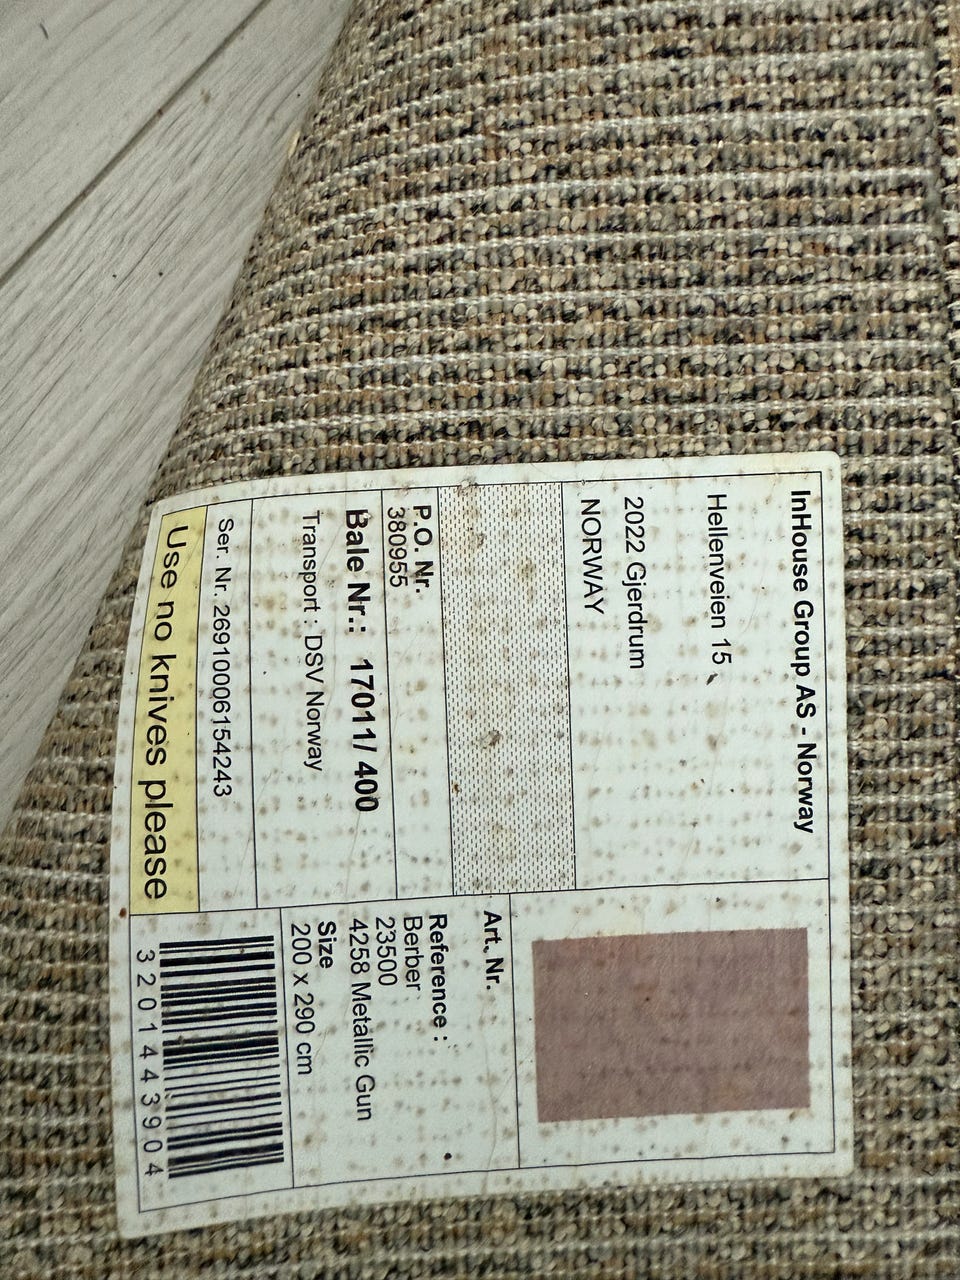 InHouse Group AS - Norway
Hellenveien 15
2022 Gjerdrum
NORWAY
P.O. Nr.
380955
Bale Nr.: 17011/ 400
Transport : DSV Norway
Ser. Nr. 26910006154243
Use no knives please
Art. Nr.
Reference :
Berber
23500
4258 Metallic Gun
Size
200 x 290 cm
3201443904